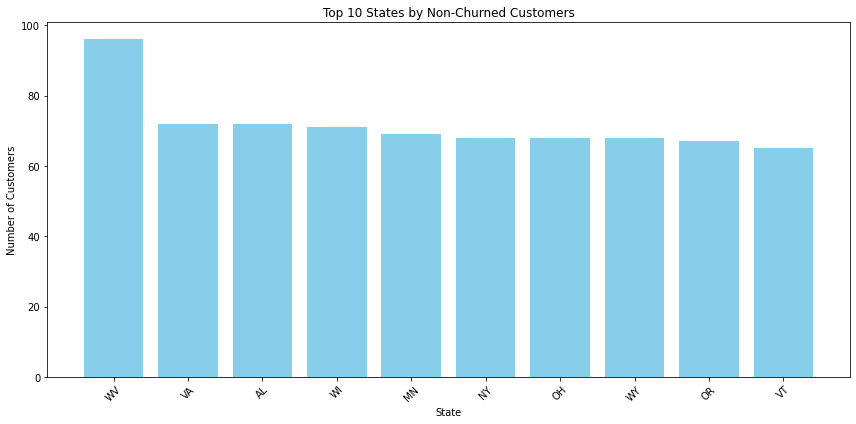 Top 10 States by Non-Churned Customers
100
80
60
40
20
0
Number of Customers
WV VA AL WI MN NY OH WY OR VT
State